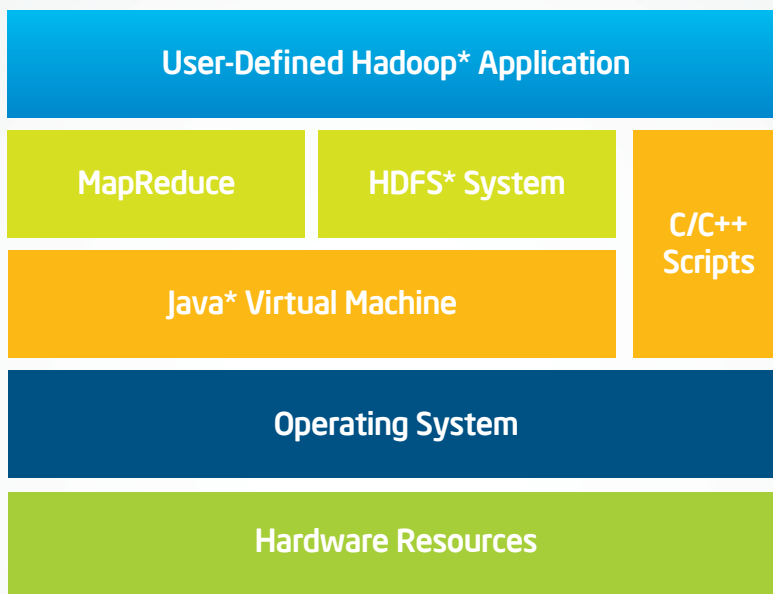 User-Defined Hadoop* Application
MapReduce
HDFS* System
C/C++
Scripts
Java* Virtual Machine
Operating System
Hardware Resources